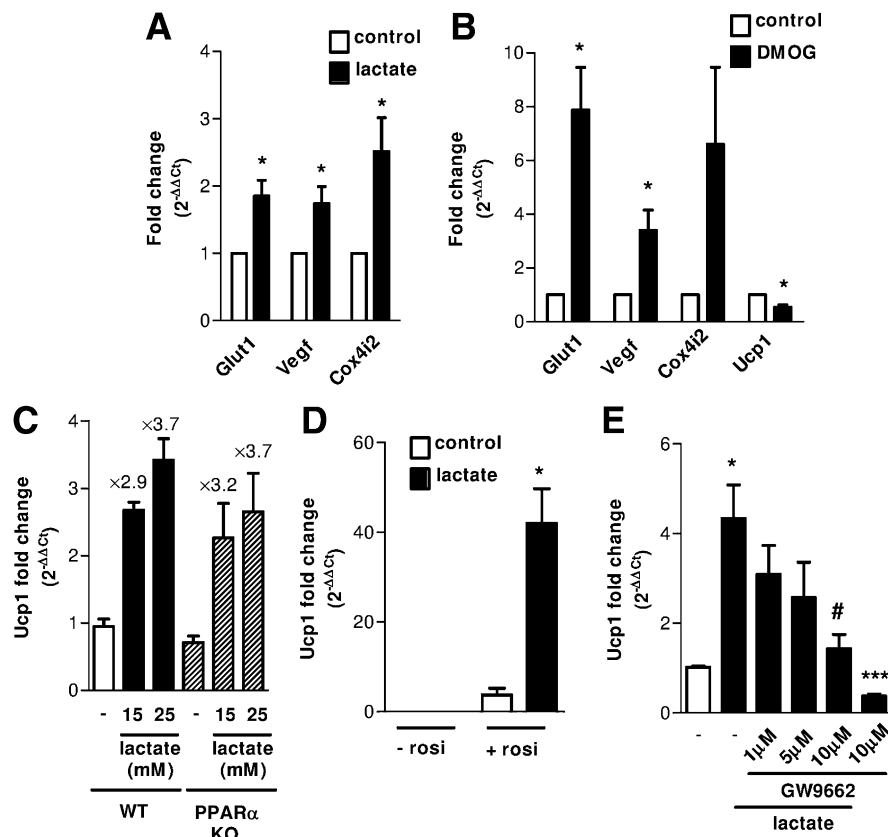 A
control
lactate
4
3
2
1
0
Fold change
(2-ΔΔCt)
*
*
*
Glut1
Vegf
Cox4i2
B
control
DMOG
10
8
6
4
2
0
Fold change
(2-ΔΔCt)
*
*
*
Glut1
Vegf
Cox4i2
Ucp1
C
4
3
2
1
0
Ucp1 fold change
(2-ΔΔCt)
×2.9
×3.7
×3.2
×3.7
- 15 25 - 15 25
lactate lactate
(mM) (mM)
WT PPARα
KO
D
control
lactate
60
40
20
0
Ucp1 fold change
(2-ΔΔCt)
*
- rosi + rosi
E
6
4
2
0
Ucp1 fold change
(2-ΔΔCt)
*
#
***
- - 1µM 5µM 10µM 10µM
GW9662
lactate